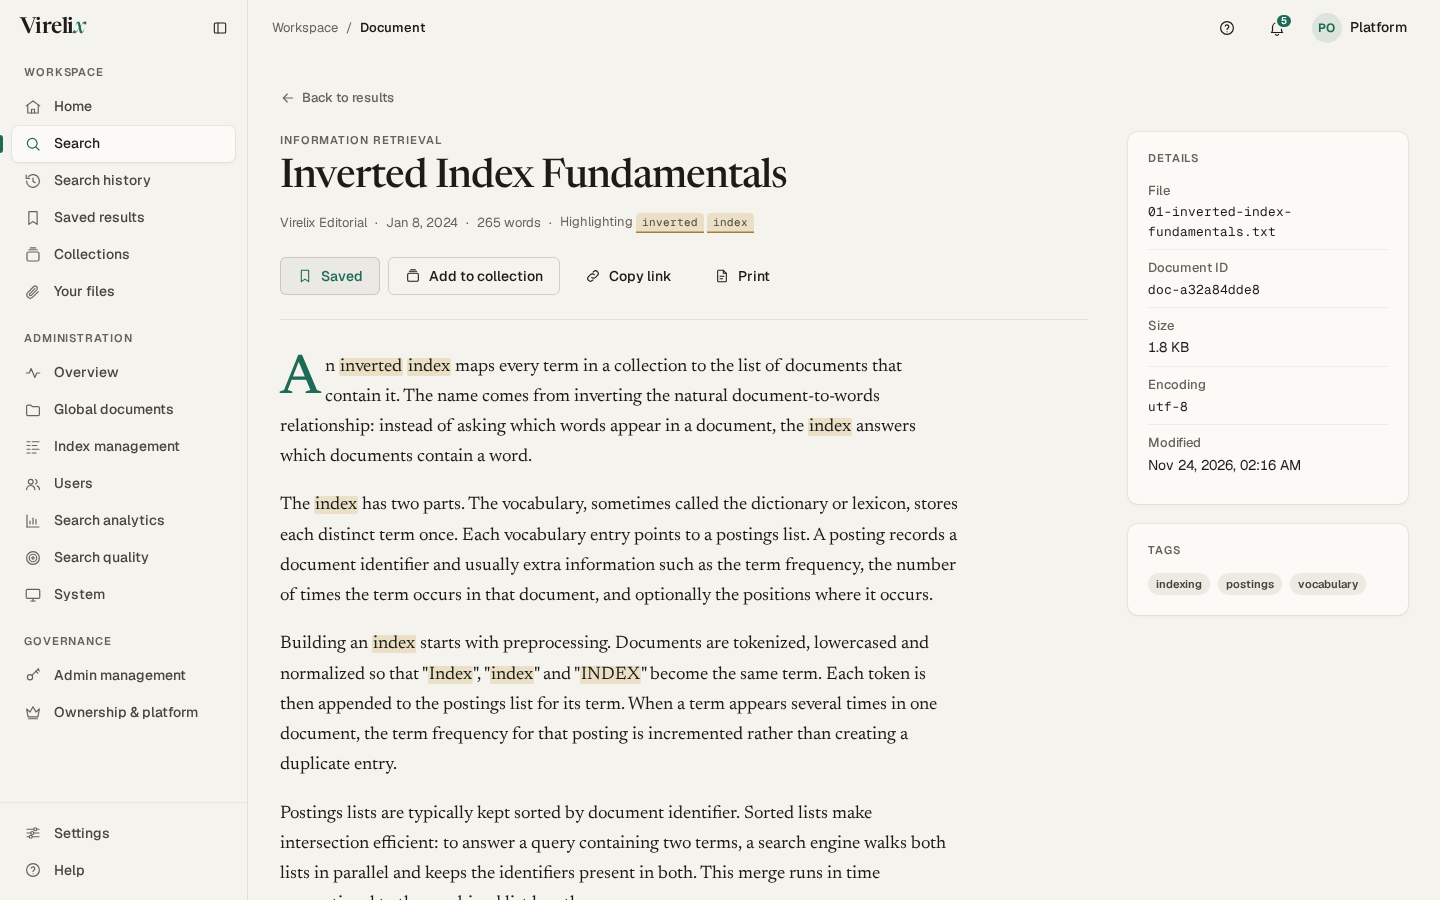 Virelix
WORKSPACE
Home
Search
Search history
Saved results
Collections
Your files
ADMINISTRATION
Overview
Global documents
Index management
Users
Search analytics
Search quality
System
GOVERNANCE
Admin management
Ownership & platform
Settings
Help
Workspace / Document
5
PO Platform
Back to results
INFORMATION RETRIEVAL
Inverted Index Fundamentals
Virelix Editorial · Jan 8, 2024 · 265 words · Highlighting inverted index
Saved
Add to collection
Copy link
Print
An inverted index maps every term in a collection to the list of documents that
contain it. The name comes from inverting the natural document-to-words
relationship: instead of asking which words appear in a document, the index answers
which documents contain a word.
The index has two parts. The vocabulary, sometimes called the dictionary or lexicon, stores
each distinct term once. Each vocabulary entry points to a postings list. A posting records a
document identifier and usually extra information such as the term frequency, the number
of times the term occurs in that document, and optionally the positions where it occurs.
Building an index starts with preprocessing. Documents are tokenized, lowercased and
normalized so that "Index", "index" and "INDEX" become the same term. Each token is
then appended to the postings list for its term. When a term appears several times in one
document, the term frequency for that posting is incremented rather than creating a
duplicate entry.
Postings lists are typically kept sorted by document identifier. Sorted lists make
intersection efficient: to answer a query containing two terms, a search engine walks both
lists in parallel and keeps the identifiers present in both. This merge runs in time
DETAILS
File
01-inverted-index-
fundamentals.txt
Document ID
doc-a32a84dde8
Size
1.8 KB
Encoding
utf-8
Modified
Nov 24, 2026, 02:16 AM
TAGS
indexing
postings
vocabulary